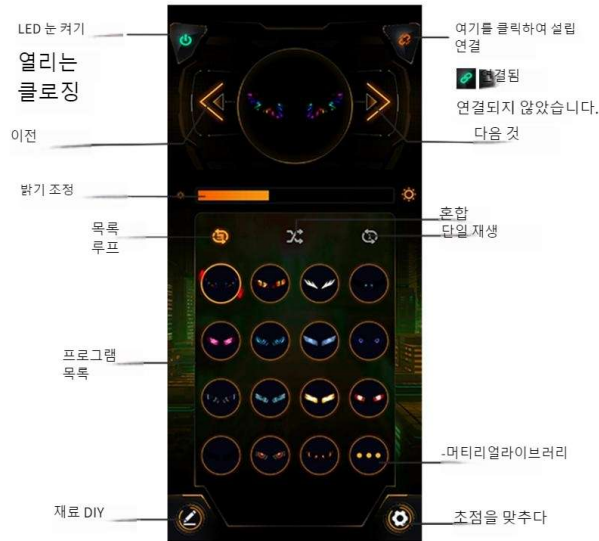 LED 눈 켜기
열리는
클로징
이전
밝기 조정
목록
루프
프로그램
목록
재료 DIY
여기를 클릭하여 설립
연결
연결됨
연결되지 않았습니다.
다음 것
혼합
단일 재생
-머티리얼라이브러리
초점을 맞추다